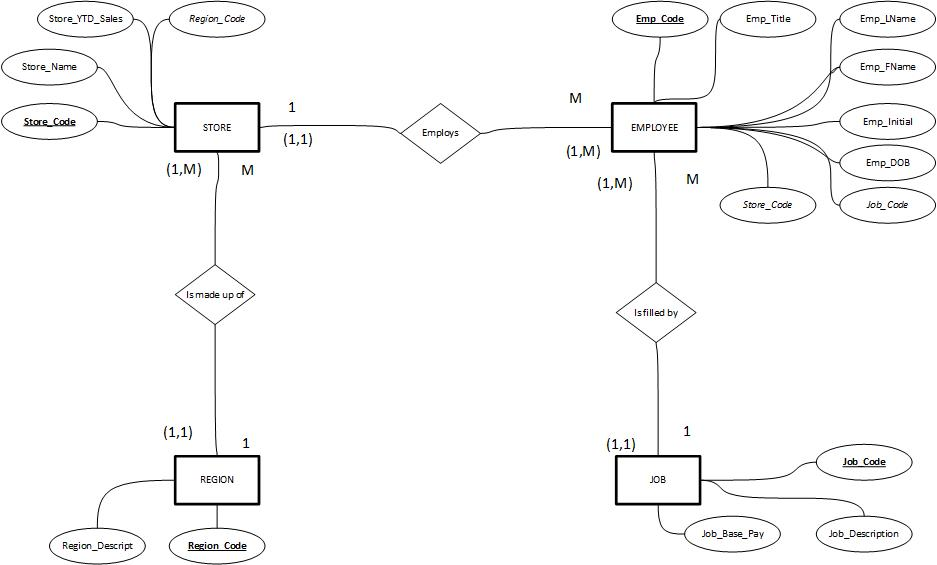 Store_YTD_Sales
Region_Code
Emp_Code
Emp_Title
Emp_LName
Store_Name
Emp_FName
Store_Code
STORE
1
(1,1)
Employs
M
(1,M)
EMPLOYEE
Emp_Initial
Emp_DOB
(1,M)
M
(1,M)
M
Store_Code
Job_Code
Is made up of
Is filled by
(1,1)
1
(1,1)
1
REGION
JOB
Job_Code
Region_Descript
Region_Code
Job_Base_Pay
Job_Description